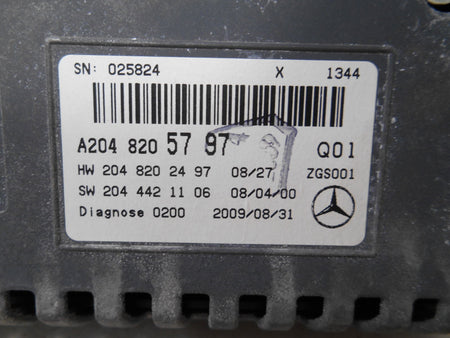 SN: 025824 X 1344
A204 820 57 97 Q01
HW 204 820 24 97 08/27 ZGS001
SW 204 442 11 06 08/04/00
Diagnose 0200 2009/08/31